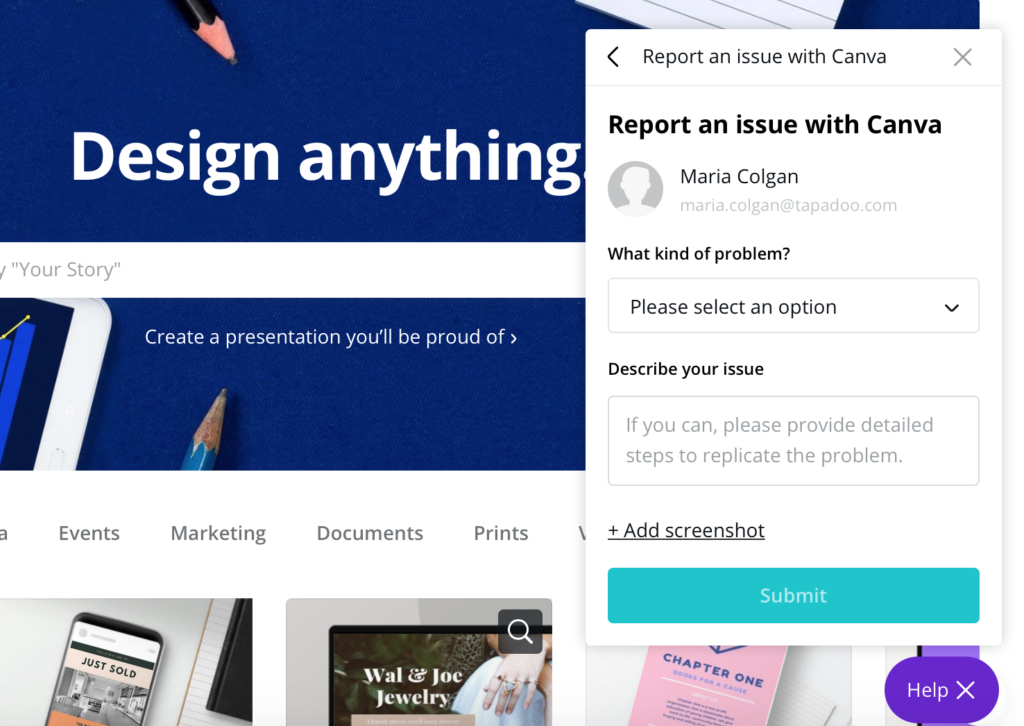 Design anything.
y "Your Story"
Create a presentation you’ll be proud of ›
a Events Marketing Documents Prints V
JUST SOLD
Wal & Joe
Jewelry
CHAPTER ONE
BOOKS FOR A CAUSE
Report an issue with Canva
Report an issue with Canva
Maria Colgan
maria.colgan@tapadoo.com
What kind of problem?
Please select an option
Describe your issue
If you can, please provide detailed
steps to replicate the problem.
+ Add screenshot
Submit
Help